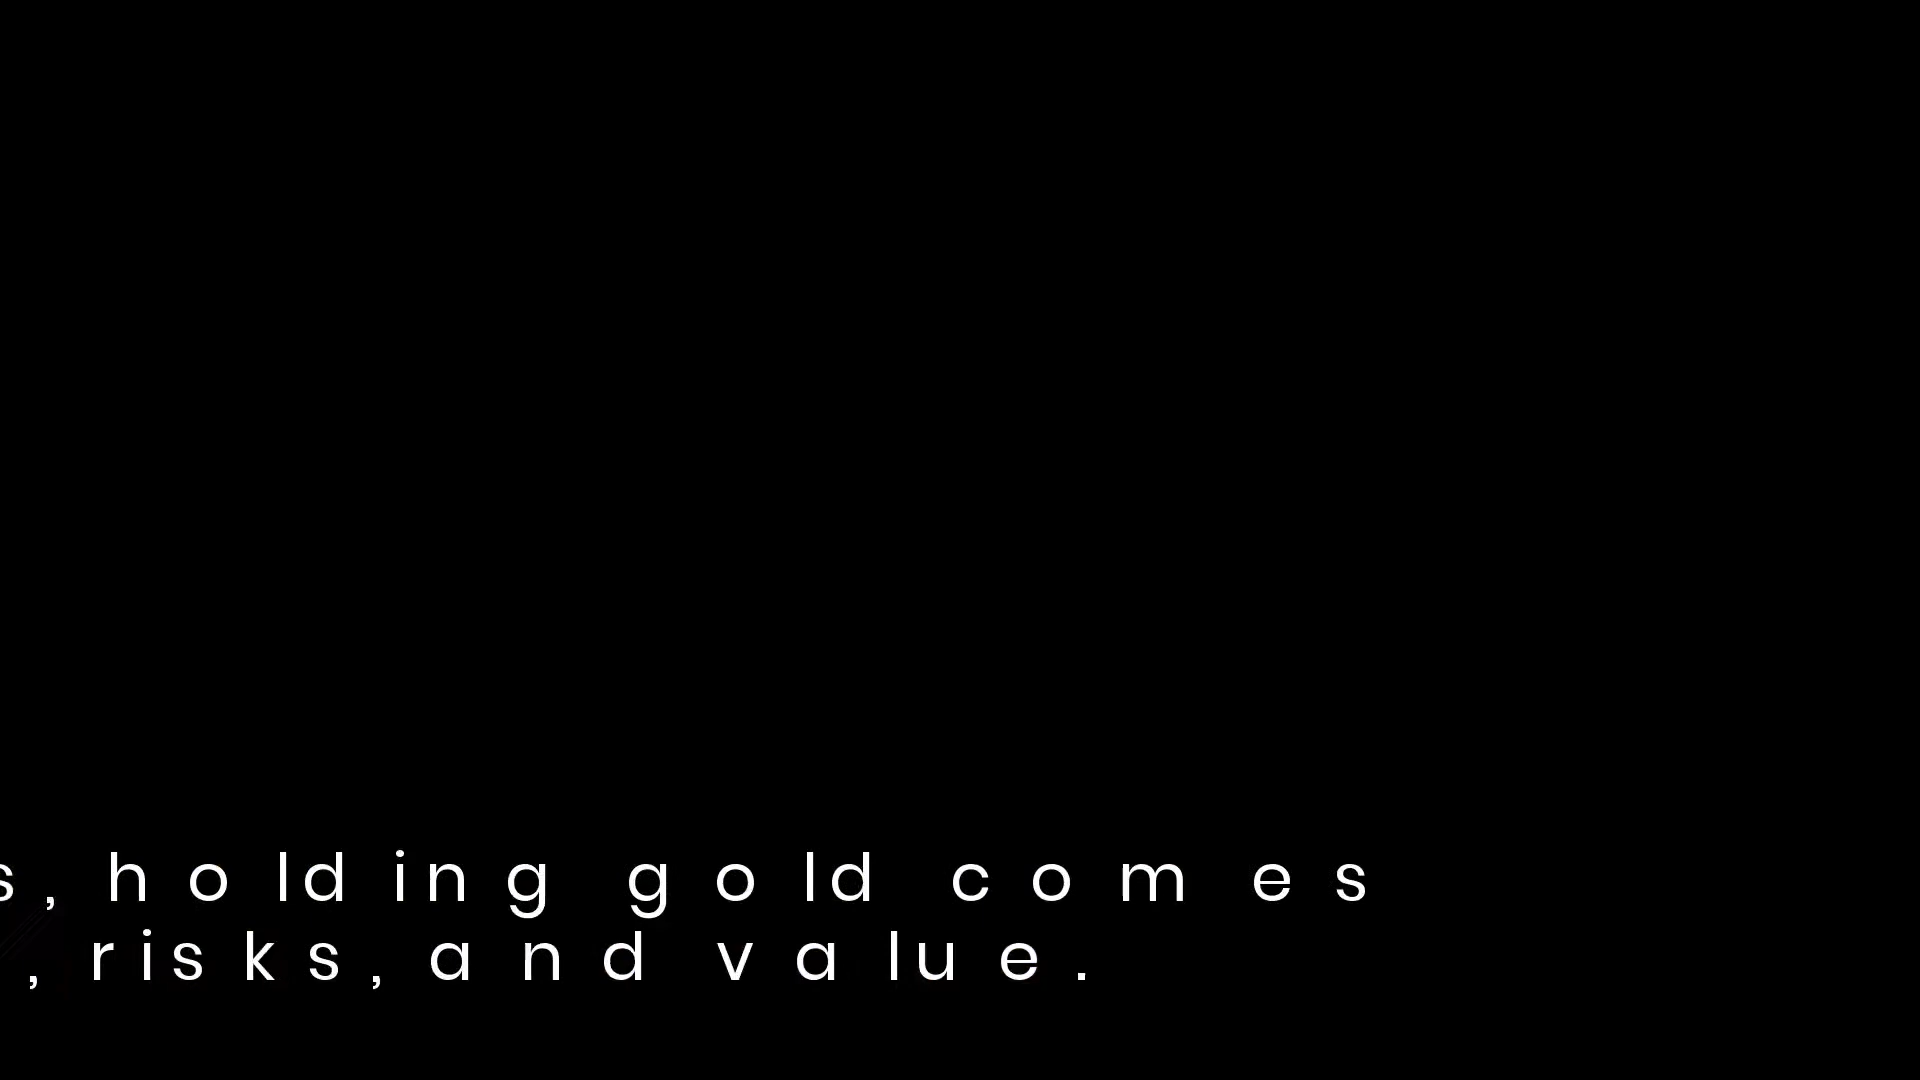 s, holding gold comes
, risks, and value.